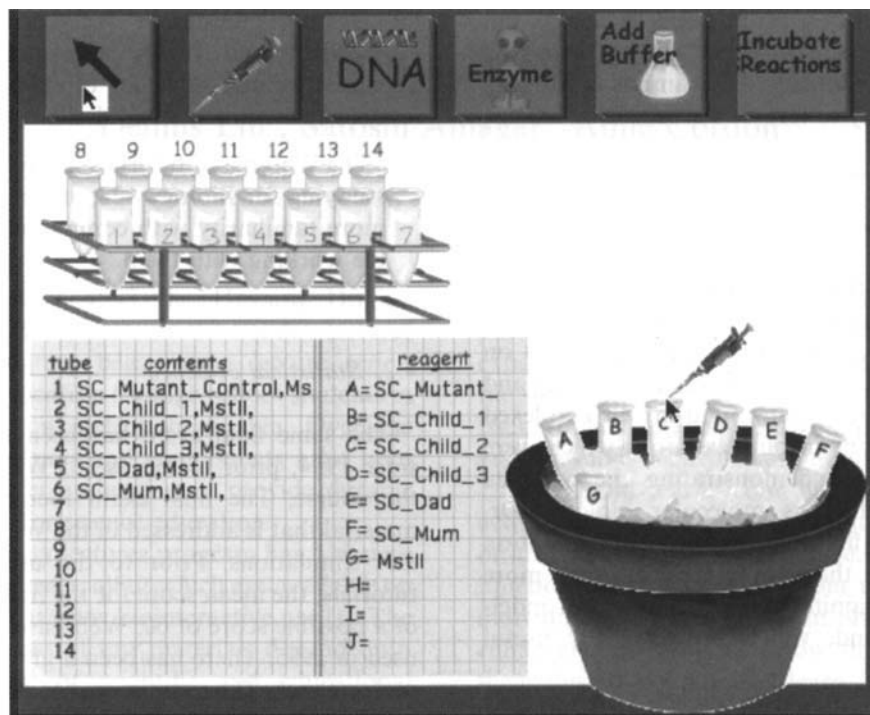 DNA
Enzyme
Add
Buffer
Incubate
Reactions
8 9 10 11 12 13 14
1 2 3 4 5 6 7
tube contents
1 SC_Mutant_Control,Ms
2 SC_Child_1,MstII,
3 SC_Child_2,MstII,
4 SC_Child_3,MstII,
5 SC_Dad,MstII,
6 SC_Mum,MstII,
7
8
9
10
11
12
13
14
reagent
A= SC_Mutant_
B= SC_Child_1
C= SC_Child_2
D= SC_Child_3
E= SC_Dad
F= SC_Mum
G= MstII
H=
I=
J=
A B C D E F
G